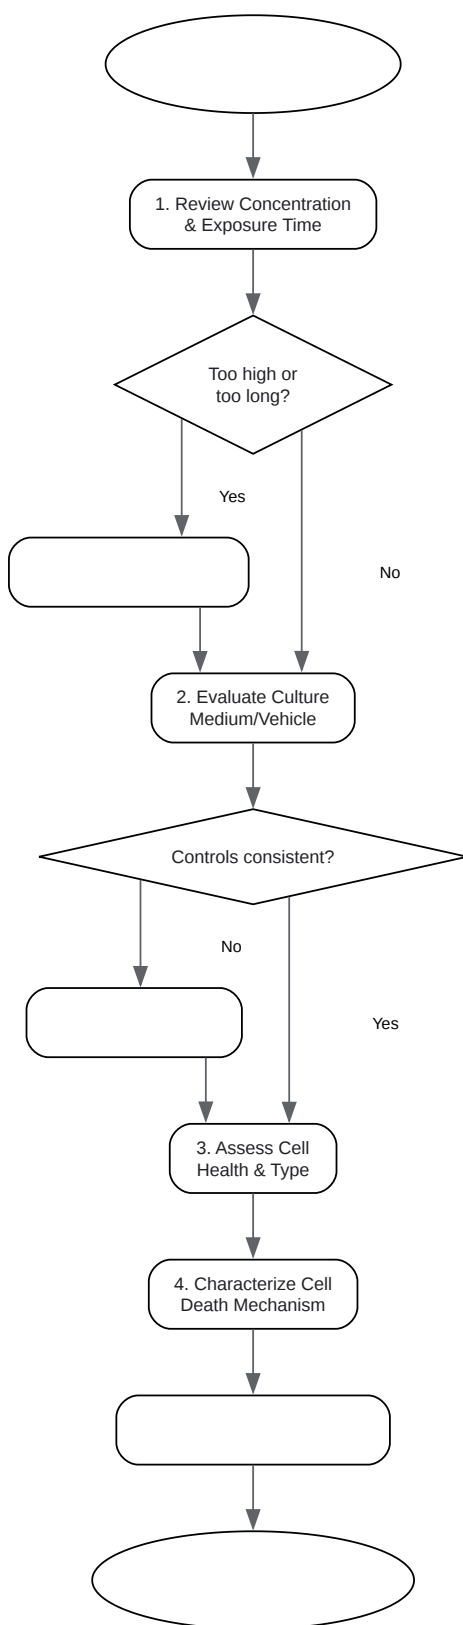 1. Review Concentration
& Exposure Time
Too high or
too long?
Yes
No
2. Evaluate Culture
Medium/Vehicle
Controls consistent?
No
Yes
3. Assess Cell
Health & Type
4. Characterize Cell
Death Mechanism